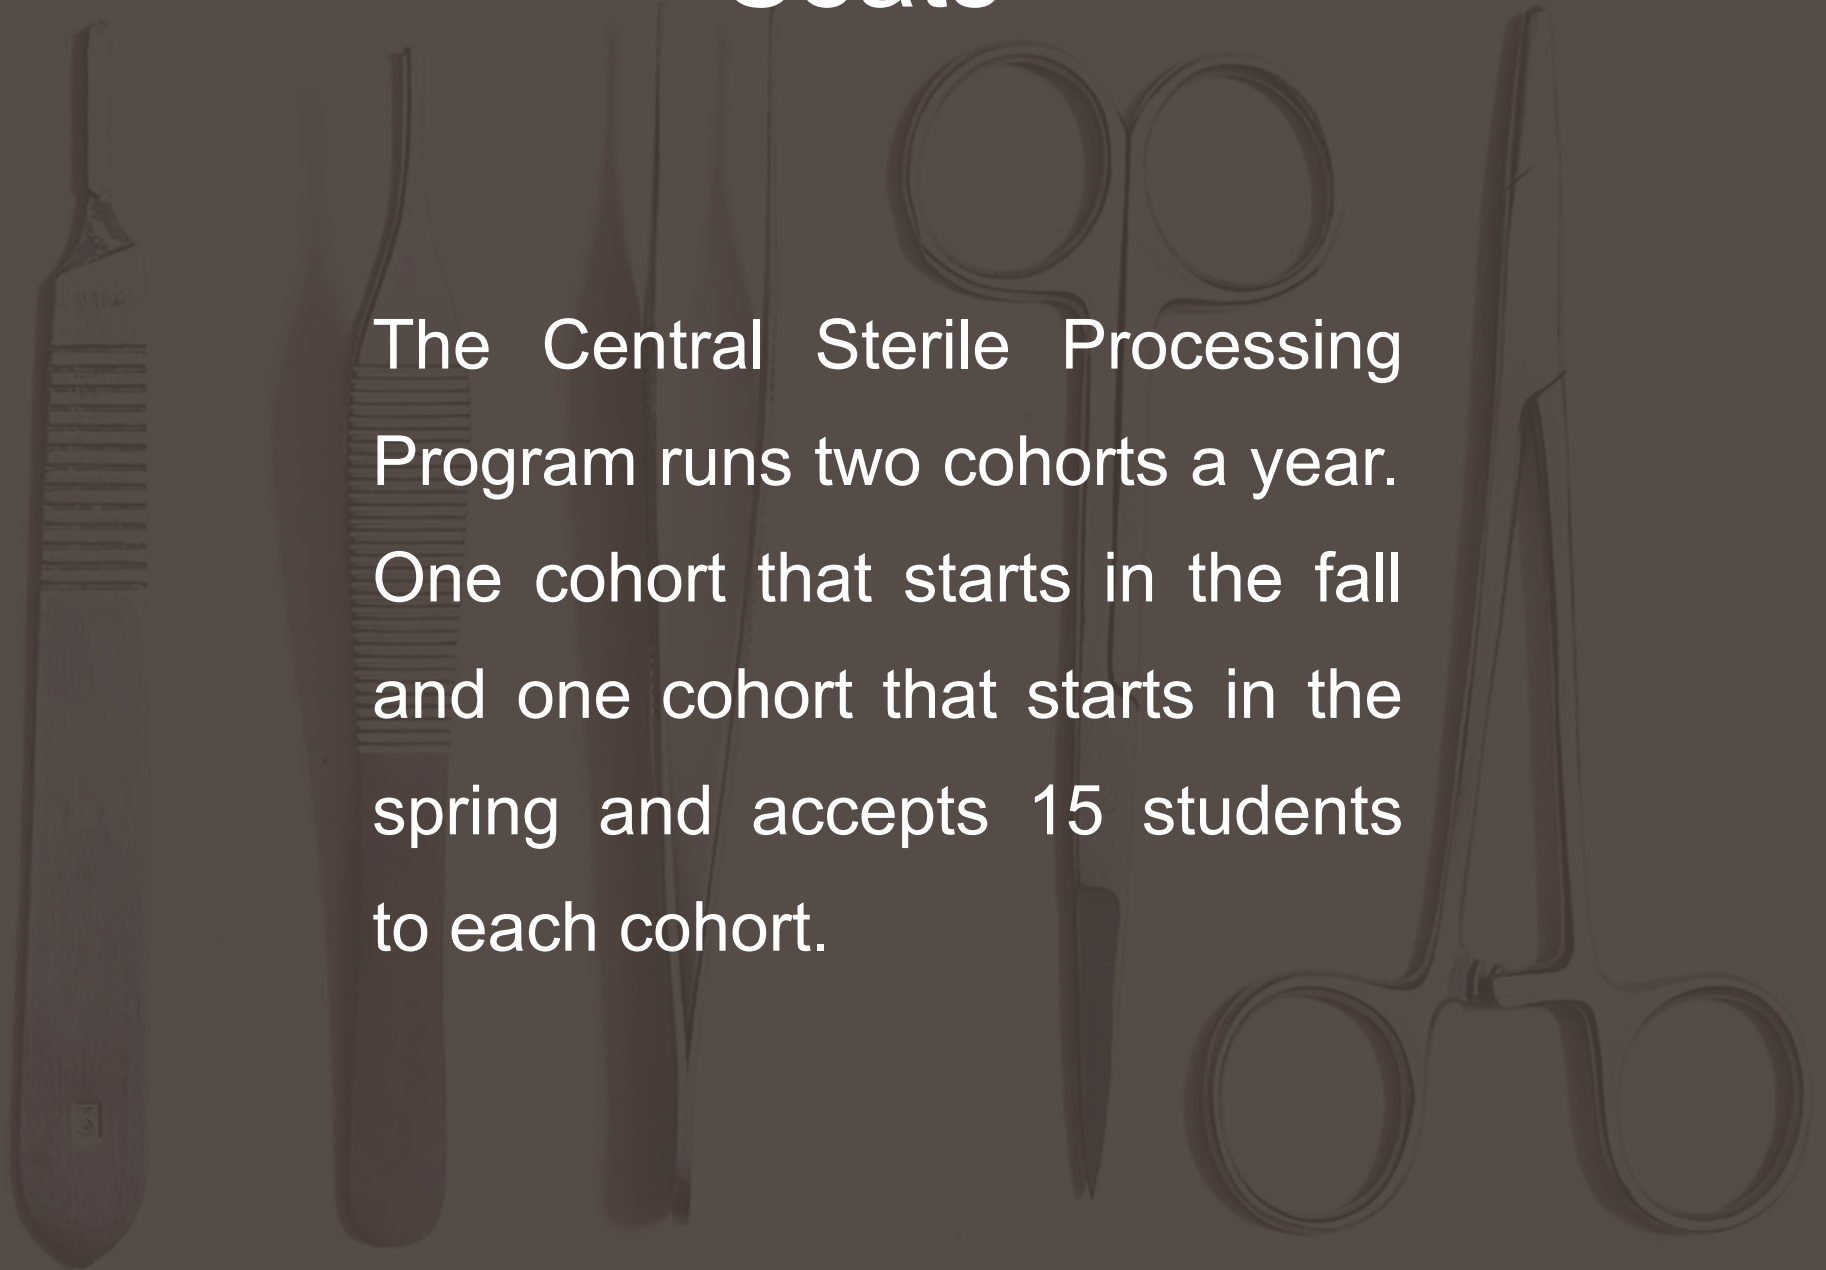 The Central Sterile Processing
Program runs two cohorts a year.
One cohort that starts in the fall
and one cohort that starts in the
spring and accepts 15 students
to each cohort.